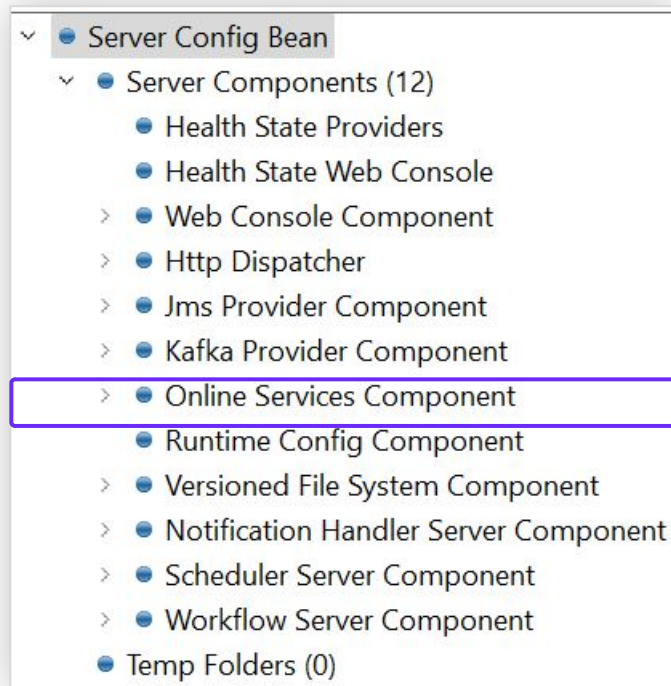 Server Config Bean
Server Components (12)
Health State Providers
Health State Web Console
Web Console Component
Http Dispatcher
Jms Provider Component
Kafka Provider Component
Online Services Component
Runtime Config Component
Versioned File System Component
Notification Handler Server Component
Scheduler Server Component
Workflow Server Component
Temp Folders (0)